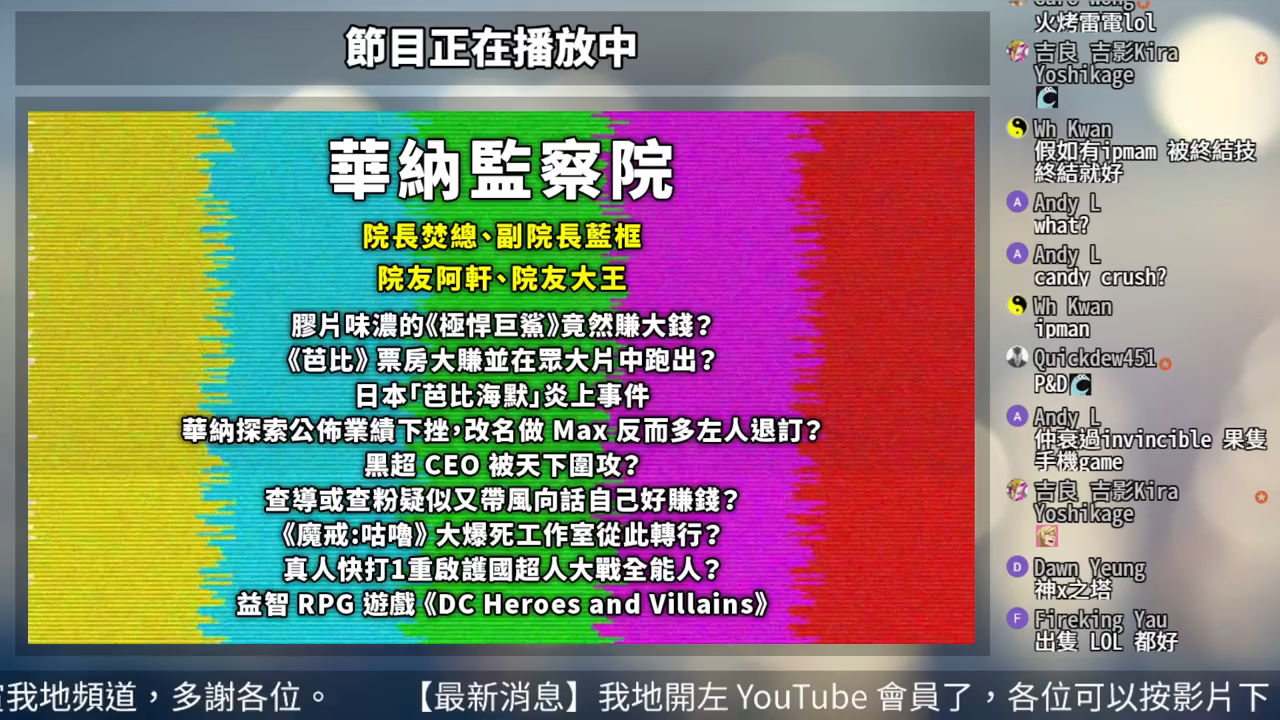 節目正在播放中
華納監察院
院長焚總、副院長藍框
院友阿軒、院友大王
膠片味濃的《極悍巨鯊》竟然賺大錢？
《芭比》票房大賺並在眾大片中跑出？
日本「芭比海默」炎上事件
華納探索公佈業績下挫，改名做 Max 反而多左人退訂？
黑超 CEO 被天下圍攻？
查導或查粉疑似又帶風向話自己好賺錢？
《魔戒:咕嚕》大爆死工作室從此轉行？
真人快打1重啟護國超人大戰全能人？
益智 RPG 遊戲《DC Heroes and Villains》
火烤雷電lol
吉良 吉影Kira
Yoshikage
Wh Kwan
假如有ipmam 被終結技
終結就好
Andy L
what?
Andy L
candy crush?
Wh Kwan
ipman
Quickdew451
P&D
Andy L
仲衰過invincible 果隻
手機game
吉良 吉影Kira
Yoshikage
Dawn Yeung
神x之塔
Fireking Yau
出隻 LOL 都好
我地頻道，多謝各位。 【最新消息】我地開左 YouTube 會員了，各位可以按影片下